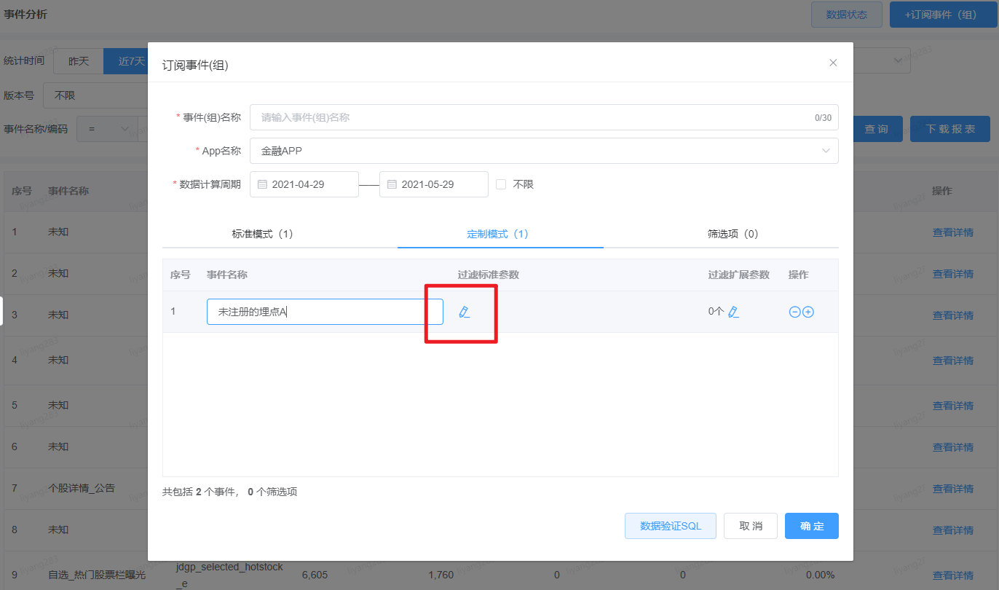 事件分析
数据状态
+订阅事件（组）
统计时间 昨天 近7天
版本号 不限
事件名称/编码 =
查 询 下 载 报 表
订阅事件(组)
* 事件(组)名称 请输入事件(组)名称 0/30
* App名称 金融APP
* 数据计算周期 2021-04-29 2021-05-29 不限
标准模式（1） 定制模式（1） 筛选项（0）
序号 事件名称 过滤标准参数 过滤扩展参数 操作
1 未注册的埋点A 0个
共包括 2 个事件， 0 个筛选项
数据验证SQL 取 消 确 定
序号 事件名称 操作
1 未知 查看详情
2 未知 查看详情
3 未知 查看详情
4 未知 查看详情
5 未知 查看详情
6 未知 查看详情
7 个股详情_公告 查看详情
8 未知 查看详情
9 自选_热门股票栏曝光 jdgp_selected_hotstock 6,605 1,760 0 0 0.00% 查看详情
_e
liyang283